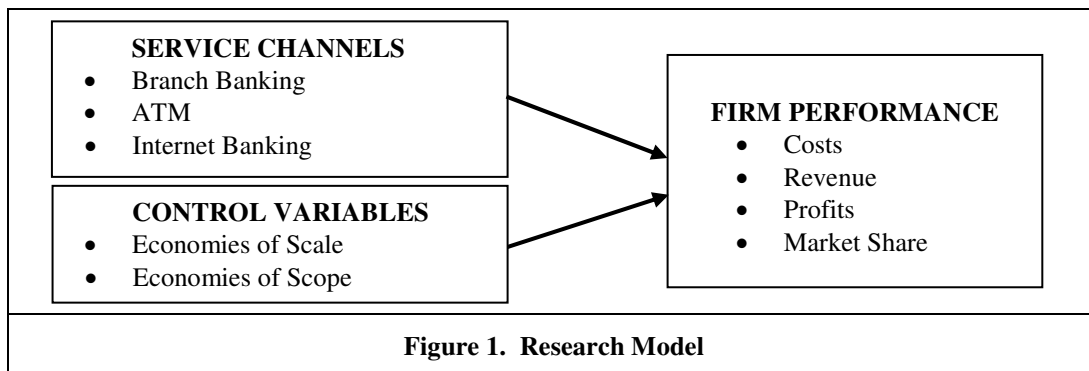 SERVICE CHANNELS
• Branch Banking
• ATM
• Internet Banking
CONTROL VARIABLES
• Economies of Scale
• Economies of Scope
FIRM PERFORMANCE
• Costs
• Revenue
• Profits
• Market Share
Figure 1. Research Model